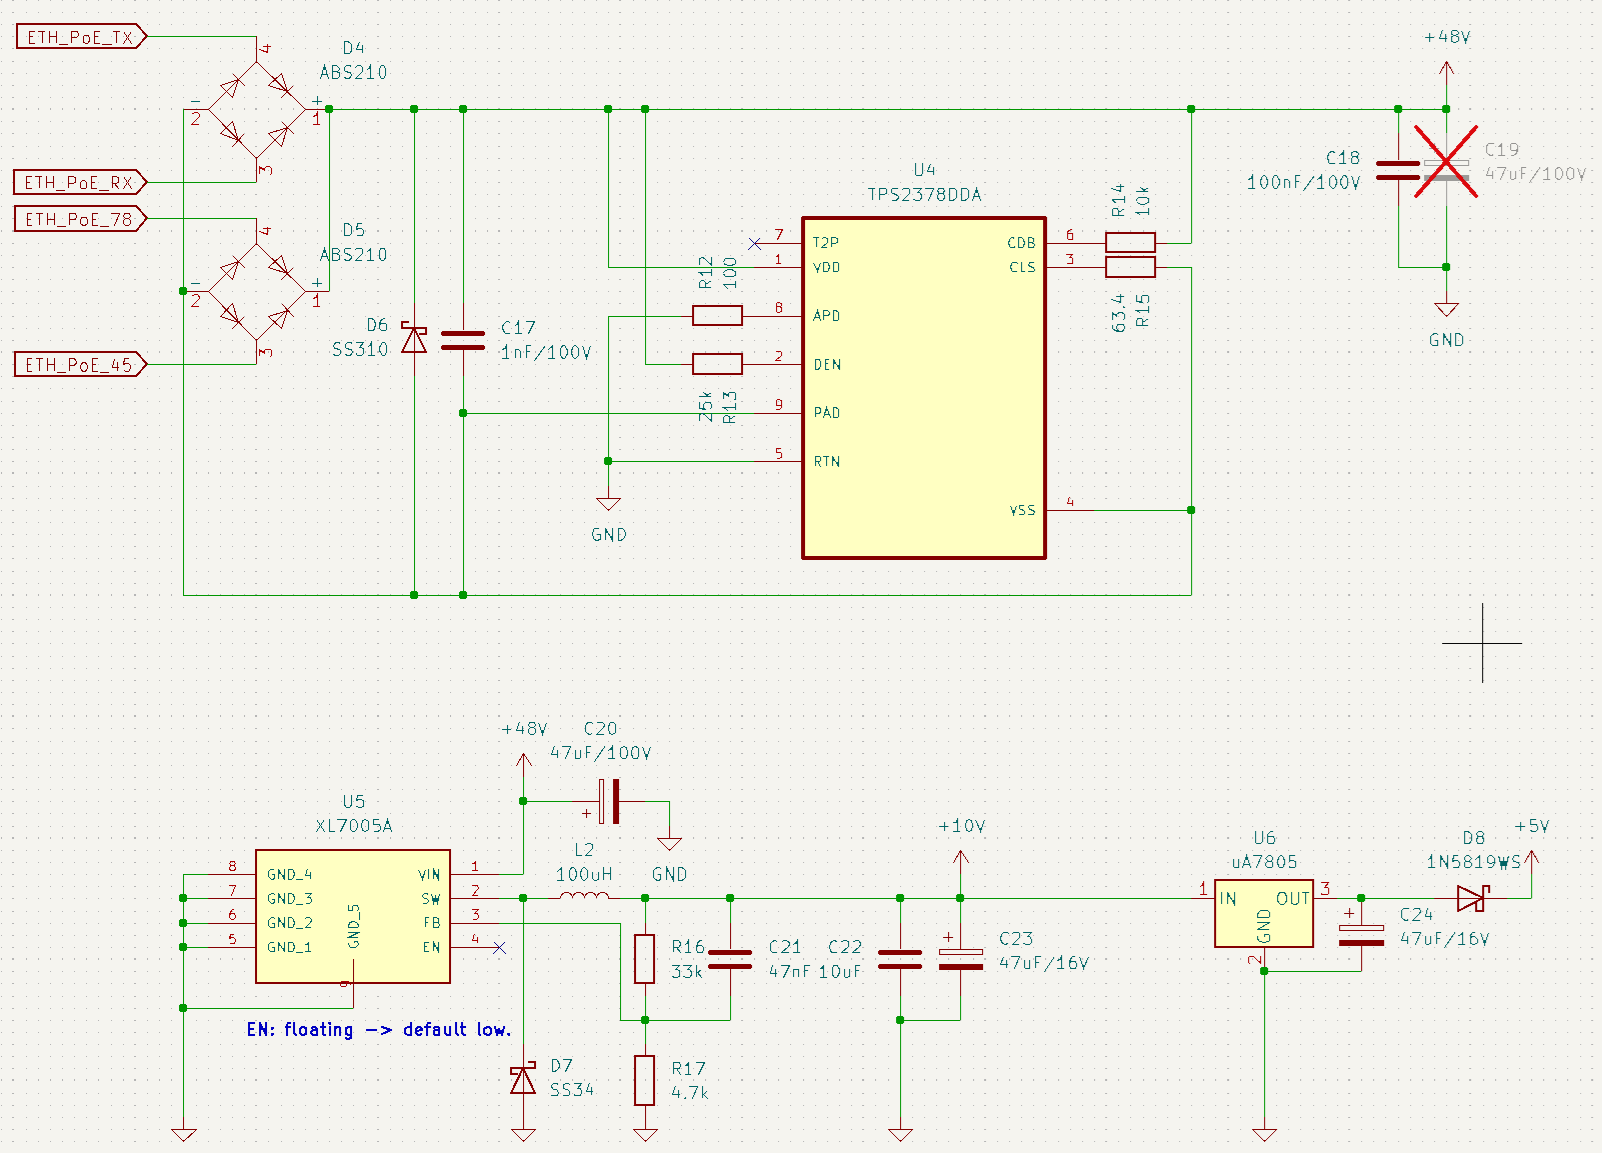 ETH_PoE_TX
4
D4
ABS210
-
2
+
1
3
ETH_PoE_RX
ETH_PoE_78
4
D5
ABS210
-
2
+
1
3
ETH_PoE_45
D6
SS310
C17
1nF/100V
R12
100
25k
R13
GND
U4
TPS2378DDA
7
T2P
1
VDD
8
APD
2
DEN
9
PAD
5
RTN
CDB
6
CLS
3
VSS
4
R14
10k
63.4
R15
+48V
C18
100nF/100V
C19
47uF/100V
GND
+48V
C20
47uF/100V
+
GND
U5
XL7005A
8
GND_4
7
GND_3
6
GND_2
5
GND_1
GND_5
9
VIN
1
SW
2
FB
3
EN
4
EN: floating -> default low.
L2
100uH
D7
SS34
R16
33k
R17
4.7k
C21
47nF
C22
10uF
+10V
+
C23
47uF/16V
U6
uA7805
1
IN
OUT
3
GND
2
+
C24
47uF/16V
D8
1N5819WS
+5V